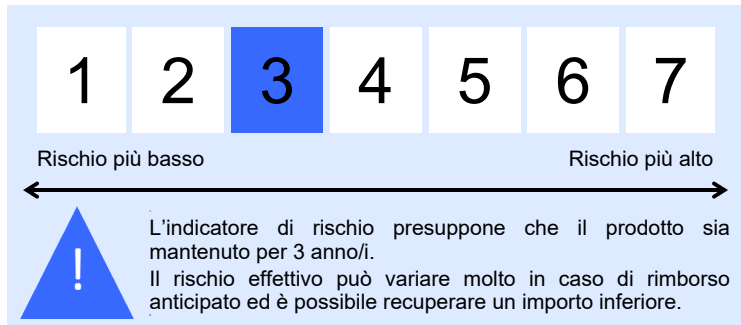 1 2 3 4 5 6 7
Rischio più basso Rischio più alto
L'indicatore di rischio presuppone che il prodotto sia
mantenuto per 3 anno/i.
!
Il rischio effettivo può variare molto in caso di rimborso
anticipato ed è possibile recuperare un importo inferiore.